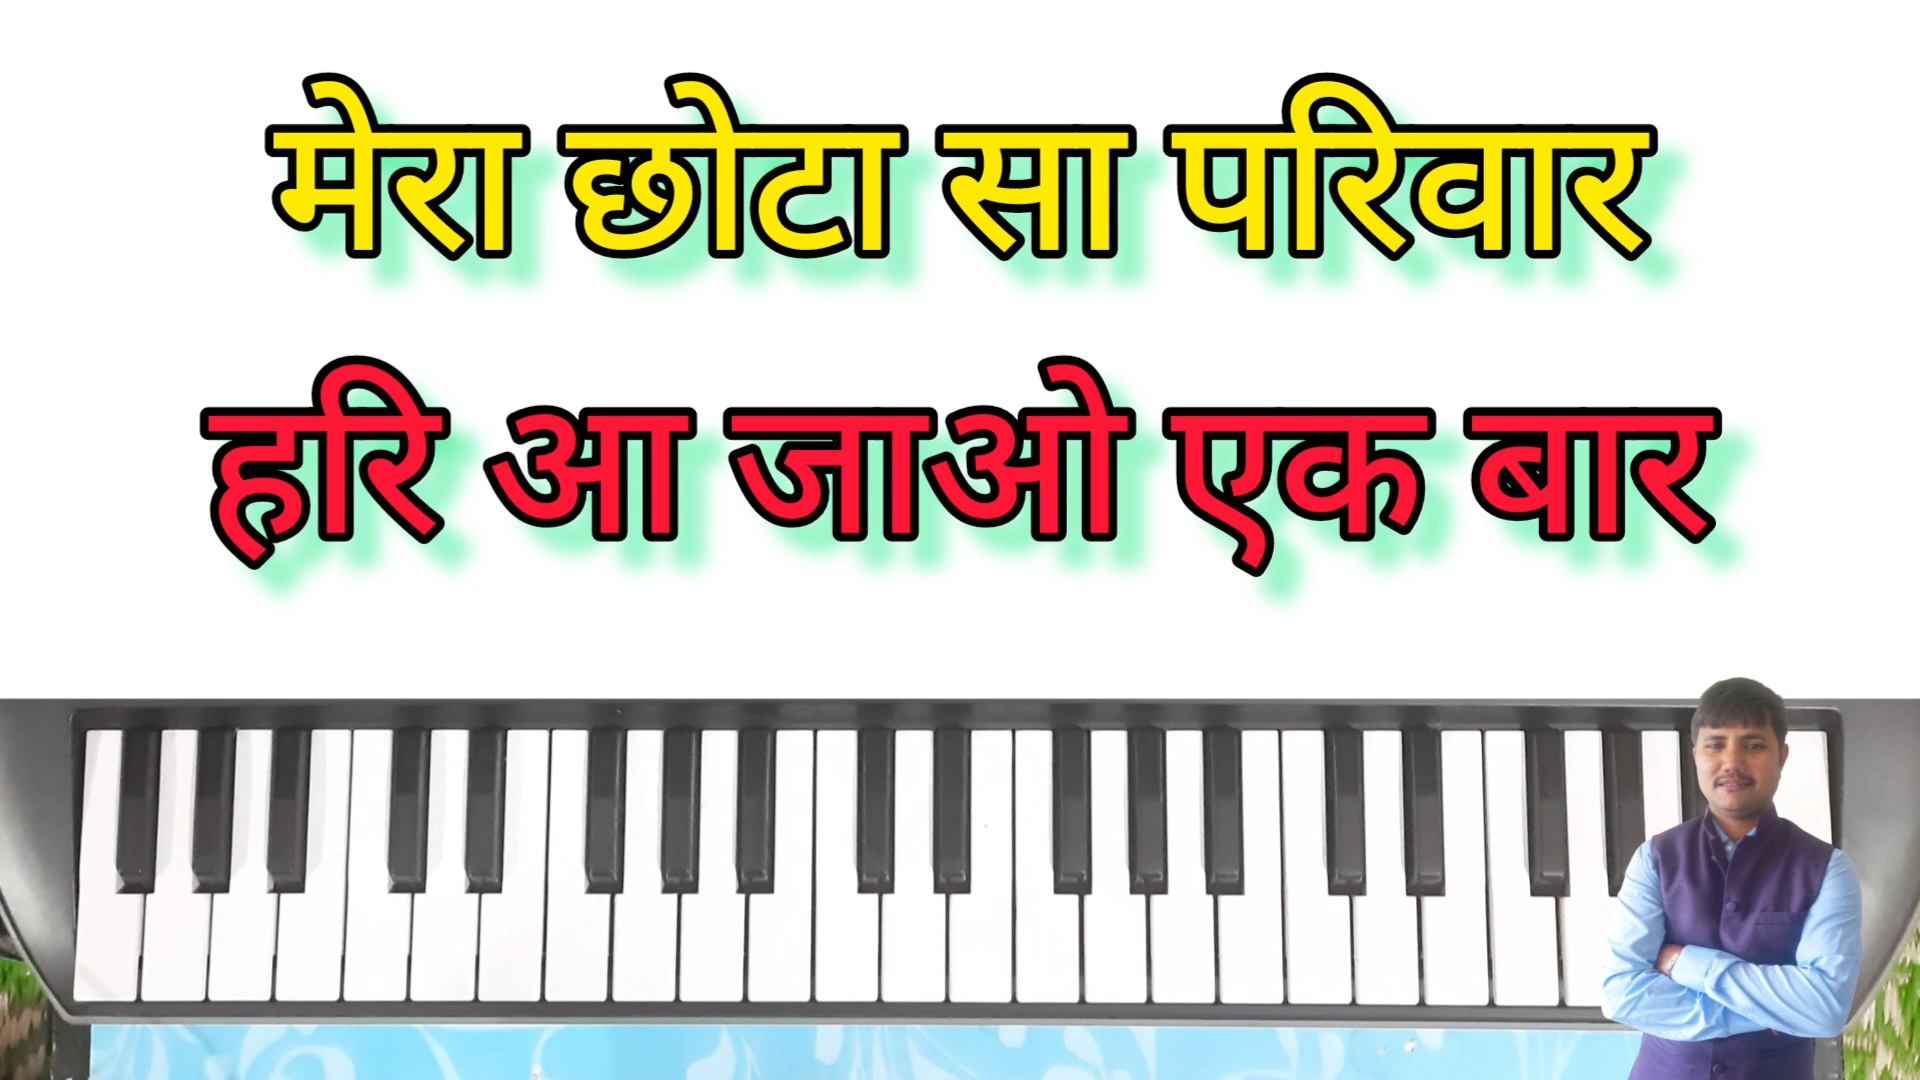 मेरा छोटा सा परिवार
हरि आ जाओ एक बार